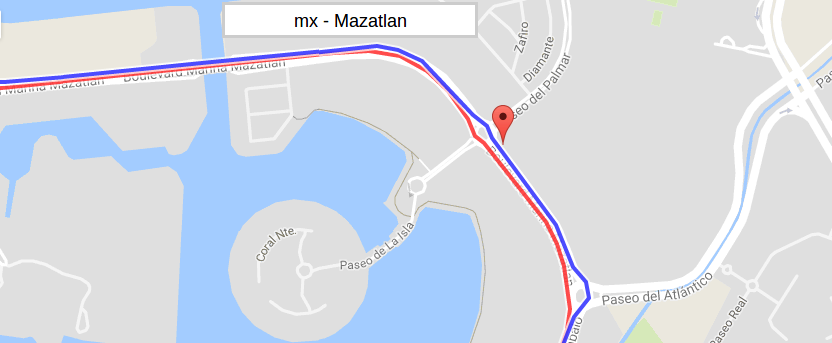 mx - Mazatlan
Zafiro
Diamante
Paseo del Palmar
Boulevard Marina Mazatlan
Marina Mazatlan
Coral Nte.
Paseo de La Isla
Paseo del Atlántico
Paseo Real